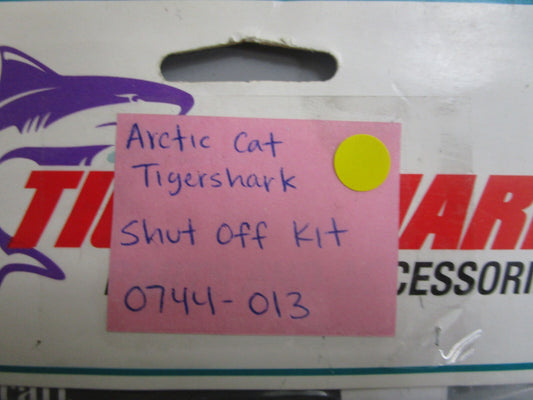 Arctic Cat
Tigershark
Shut Off Kit
0744-013